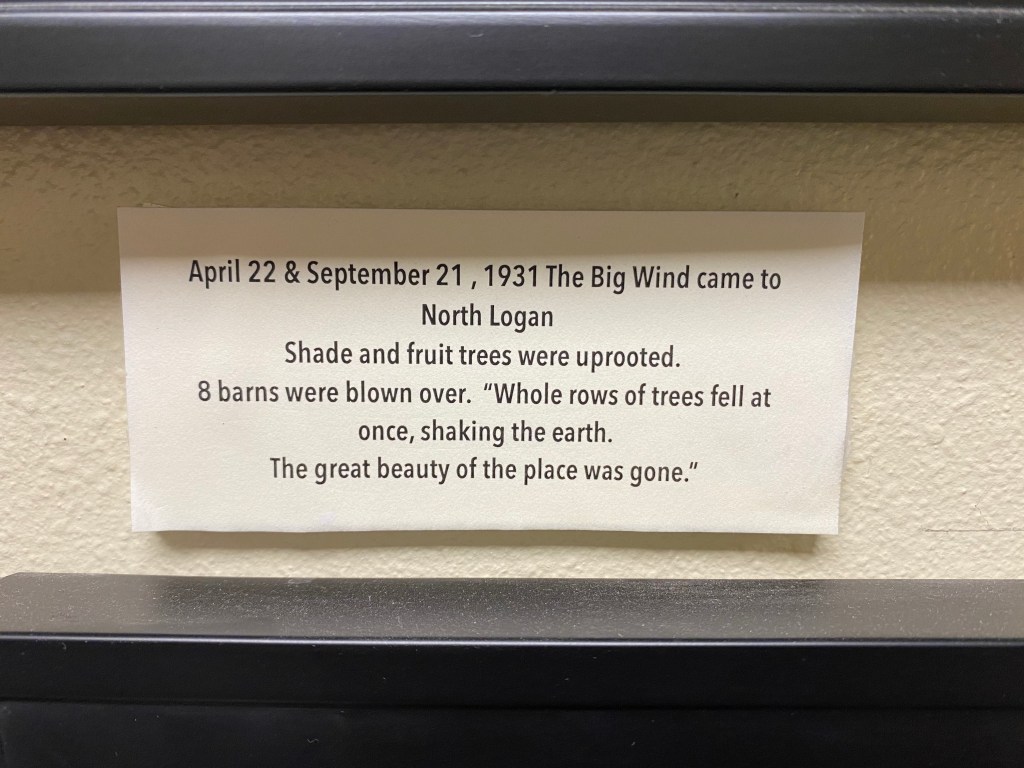 April 22 & September 21 , 1931 The Big Wind came to
North Logan
Shade and fruit trees were uprooted.
8 barns were blown over.  “Whole rows of trees fell at
once, shaking the earth.
The great beauty of the place was gone.”